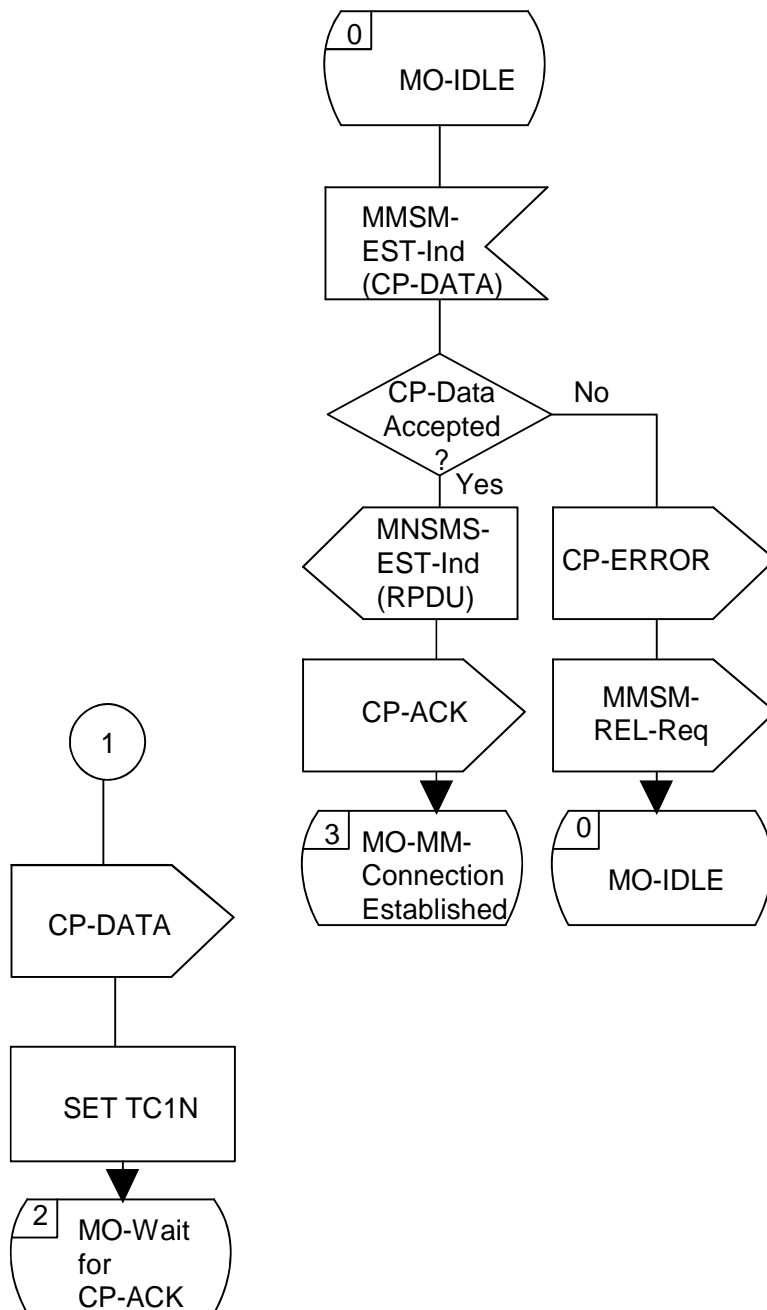 0
MO-IDLE
MMSM-
EST-Ind
(CP-DATA)
CP-Data
Accepted
?
No
Yes
MNSMS-
EST-Ind
(RPDU)
CP-ERROR
CP-ACK
MMSM-
REL-Req
3
MO-MM-
Connection
Established
0
MO-IDLE
1
CP-DATA
SET TC1N
2
MO-Wait
for
CP-ACK